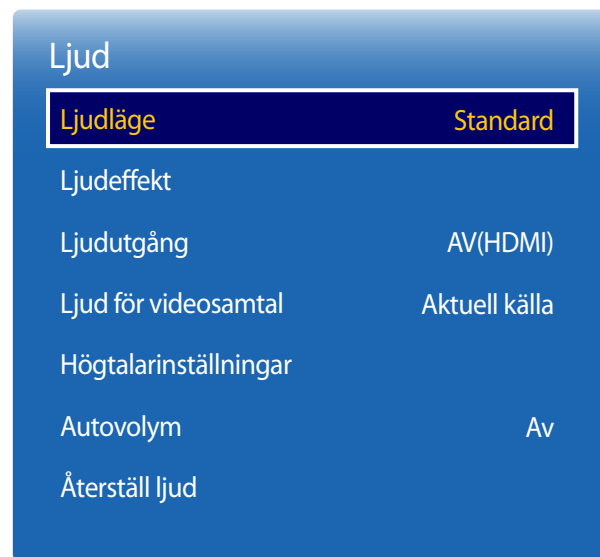 Ljud
Ljudläge Standard
Ljudeffekt
Ljudutgång AV(HDMI)
Ljud för videosamtal Aktuell källa
Högtalarinställningar
Autovolym Av
Återställ ljud